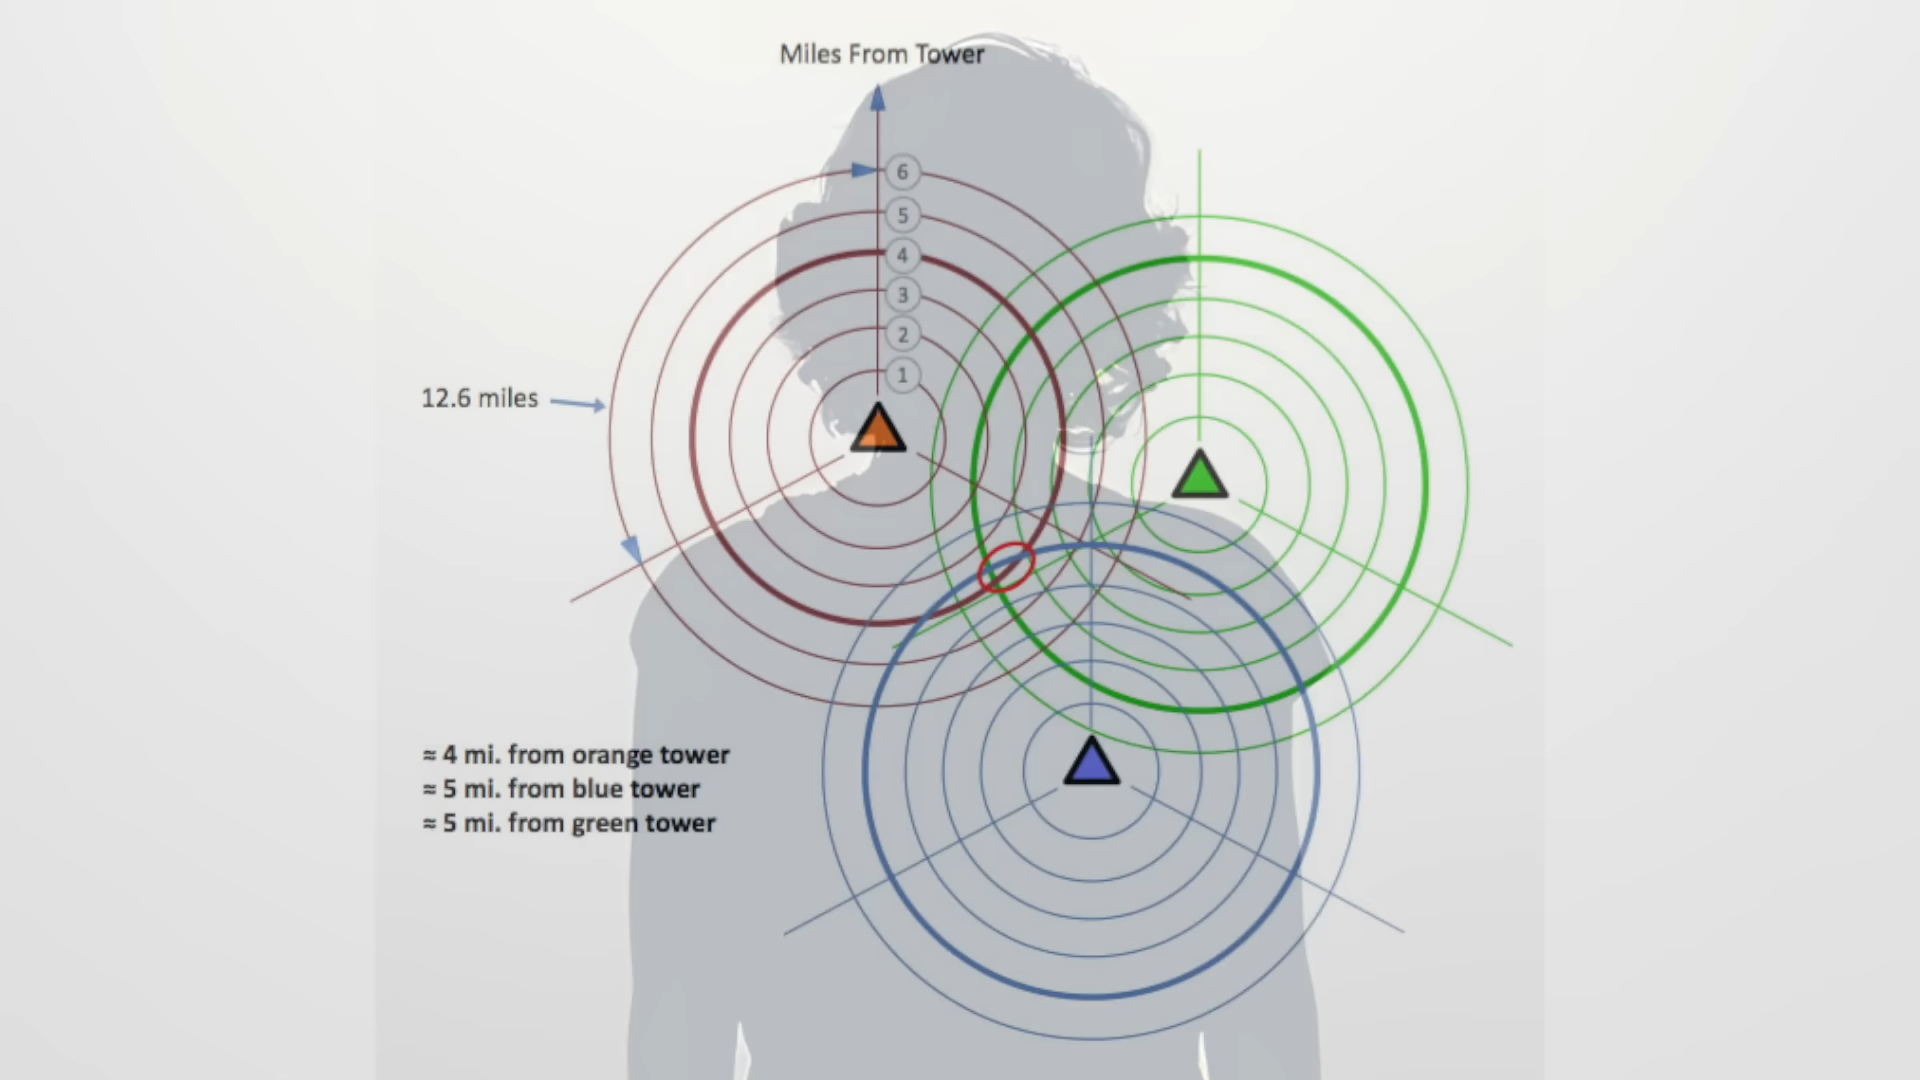 Miles From Tower
6
5
4
3
2
1
12.6 miles
≈ 4 mi. from orange tower
≈ 5 mi. from blue tower
≈ 5 mi. from green tower